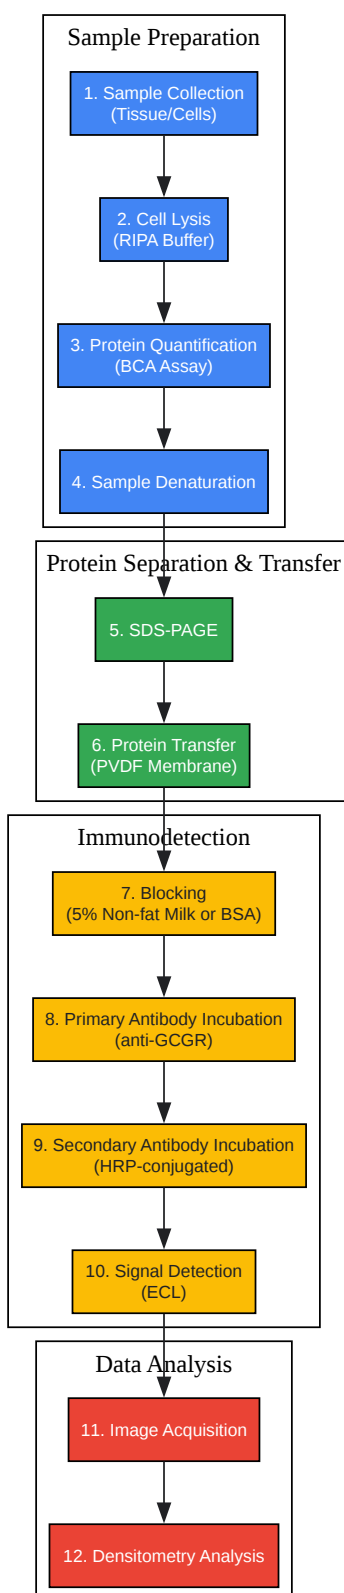 Sample Preparation
1. Sample Collection
(Tissue/Cells)
2. Cell Lysis
(RIPA Buffer)
3. Protein Quantification
(BCA Assay)
4. Sample Denaturation
Protein Separation & Transfer
5. SDS-PAGE
6. Protein Transfer
(PVDF Membrane)
Immunodetection
7. Blocking
(5% Non-fat Milk or BSA)
8. Primary Antibody Incubation
(anti-GCGR)
9. Secondary Antibody Incubation
(HRP-conjugated)
10. Signal Detection
(ECL)
Data Analysis
11. Image Acquisition
12. Densitometry Analysis